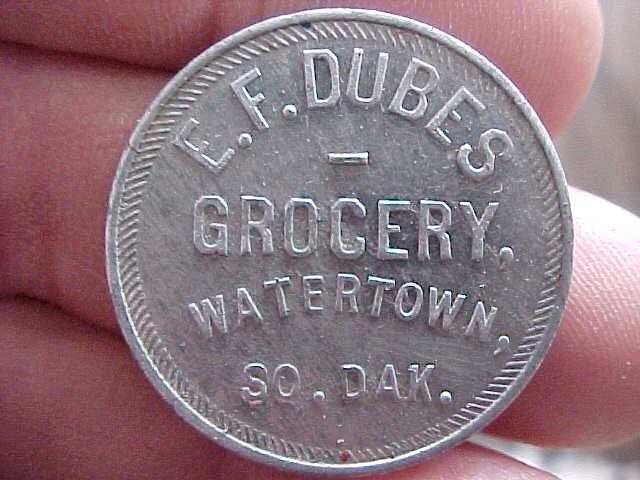 E.F. DUBES
–
GROCERY,
WATERTOWN,
SO. DAK.